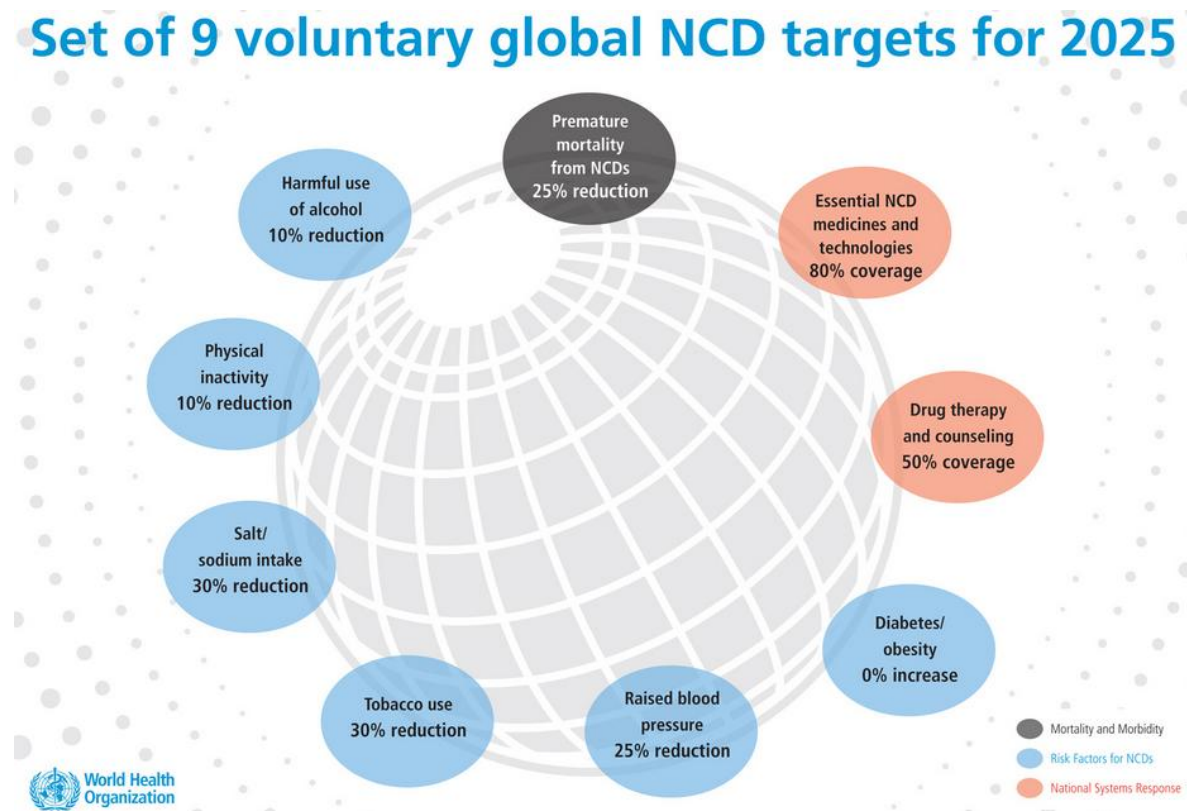 Set of 9 voluntary global NCD targets for 2025
Premature
mortality
from NCDs
25% reduction
Harmful use
of alcohol
10% reduction
Essential NCD
medicines and
technologies
80% coverage
Physical
inactivity
10% reduction
Drug therapy
and counseling
50% coverage
Salt/
sodium intake
30% reduction
Diabetes/
obesity
0% increase
Tobacco use
30% reduction
Raised blood
pressure
25% reduction
Mortality and Morbidity
Risk Factors for NCDs
National Systems Response
World Health
Organization